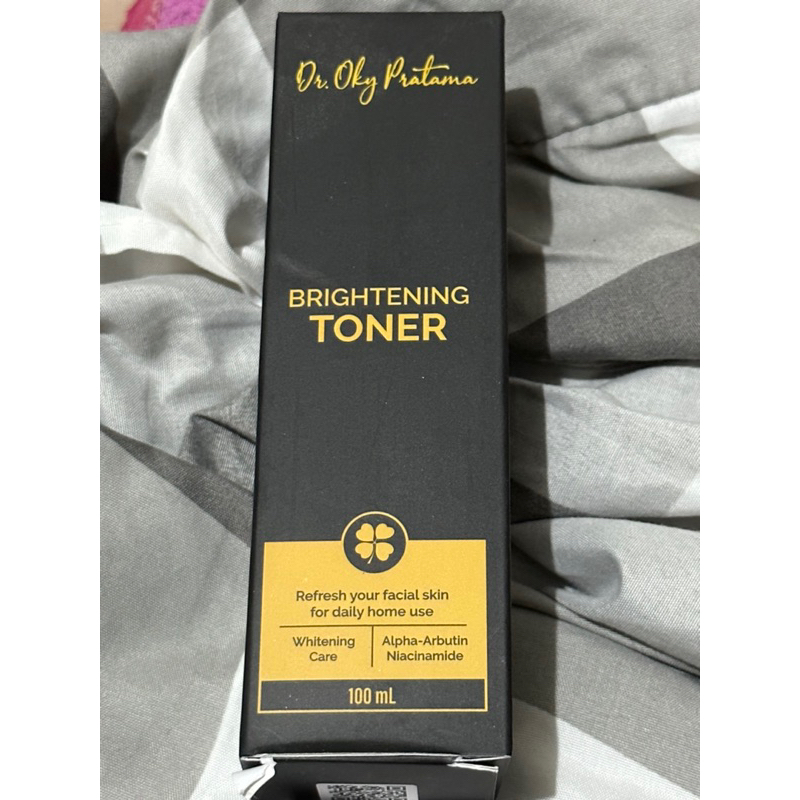 Dr. Oky Pratama
BRIGHTENING
TONER
Refresh your facial skin
for daily home use
Whitening
Care
Alpha-Arbutin
Niacinamide
100 mL